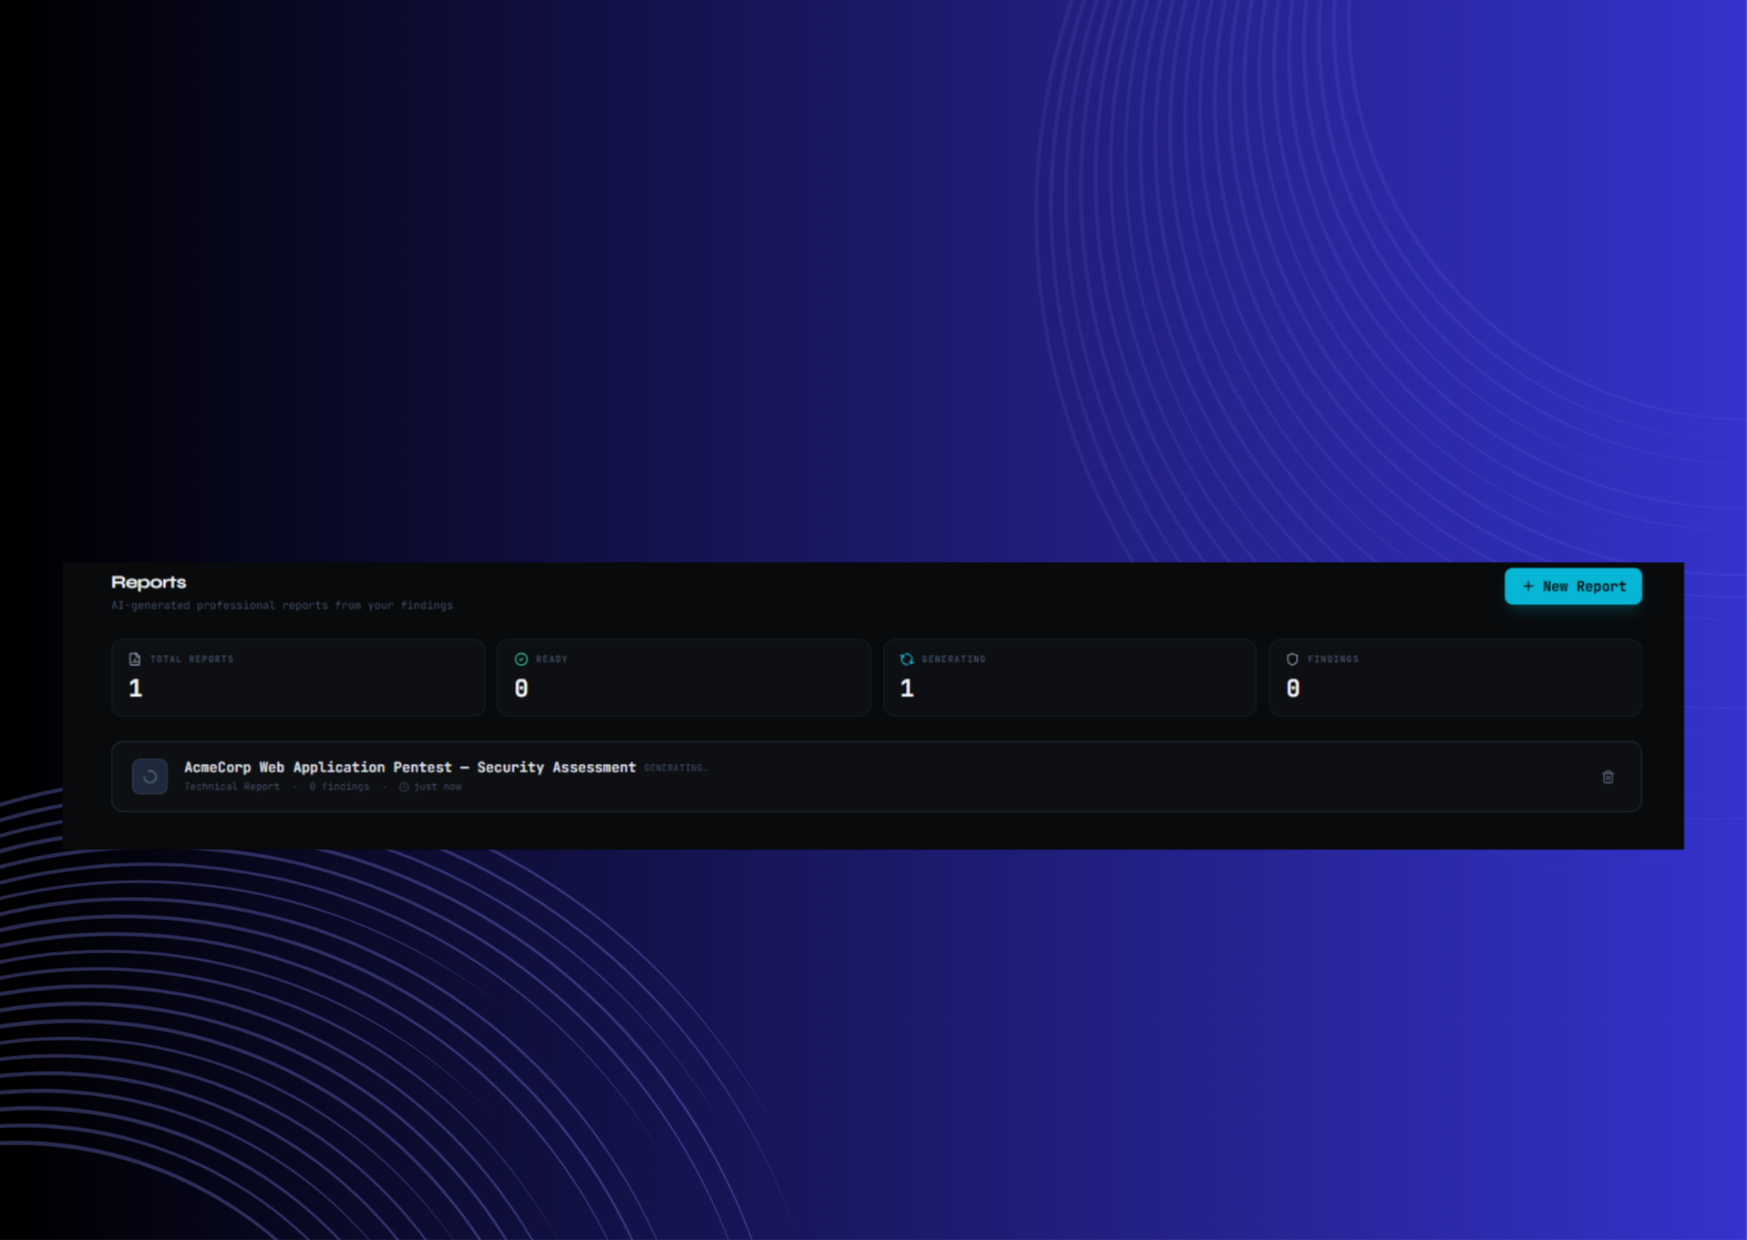 Reports
AI-generated professional reports from your findings
+ New Report
TOTAL REPORTS
1
READY
0
GENERATING
1
FINDINGS
0
AcmeCorp Web Application Pentest — Security Assessment GENERATING…
Technical Report · 0 findings · just now